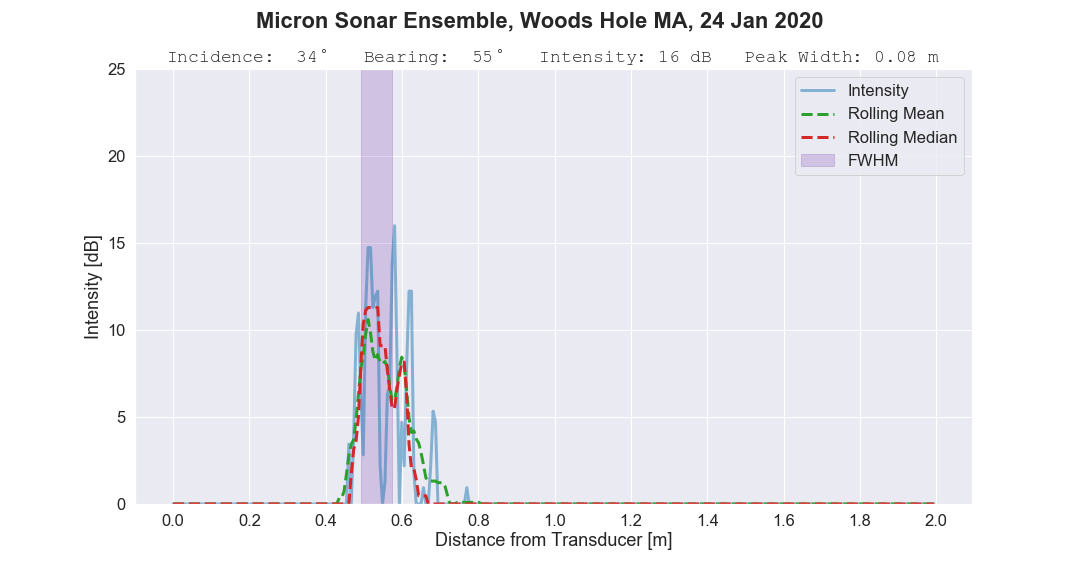 Micron Sonar Ensemble, Woods Hole MA, 24 Jan 2020
Incidence: 34° Bearing: 55° Intensity: 16 dB Peak Width: 0.08 m
Intensity
Rolling Mean
Rolling Median
FWHM
25
20
15
10
5
0
Intensity [dB]
0.0 0.2 0.4 0.6 0.8 1.0 1.2 1.4 1.6 1.8 2.0
Distance from Transducer [m]